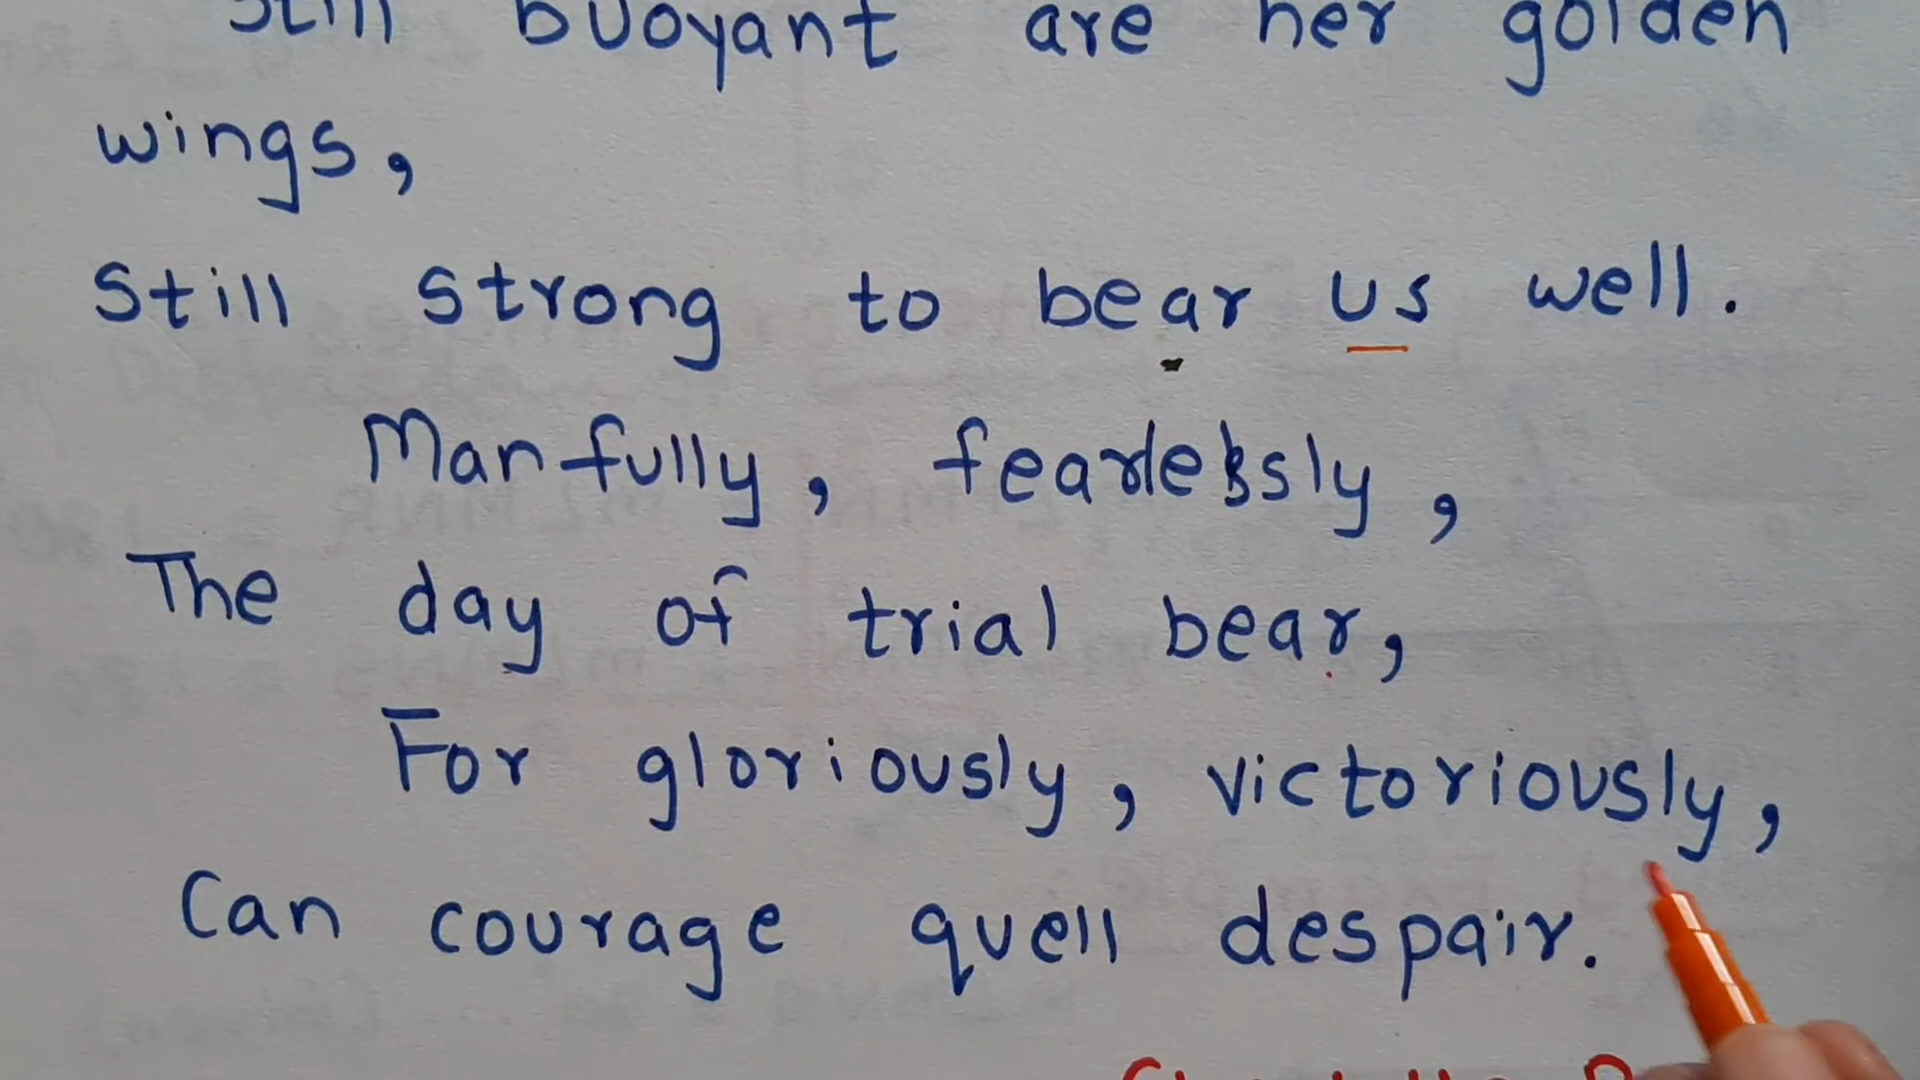 still buoyant are her golden
wings,
Still strong to bear us well.
Manfully, fearlessly,
The day of trial bear,
For gloriously, victoriously,
Can courage quell despair.